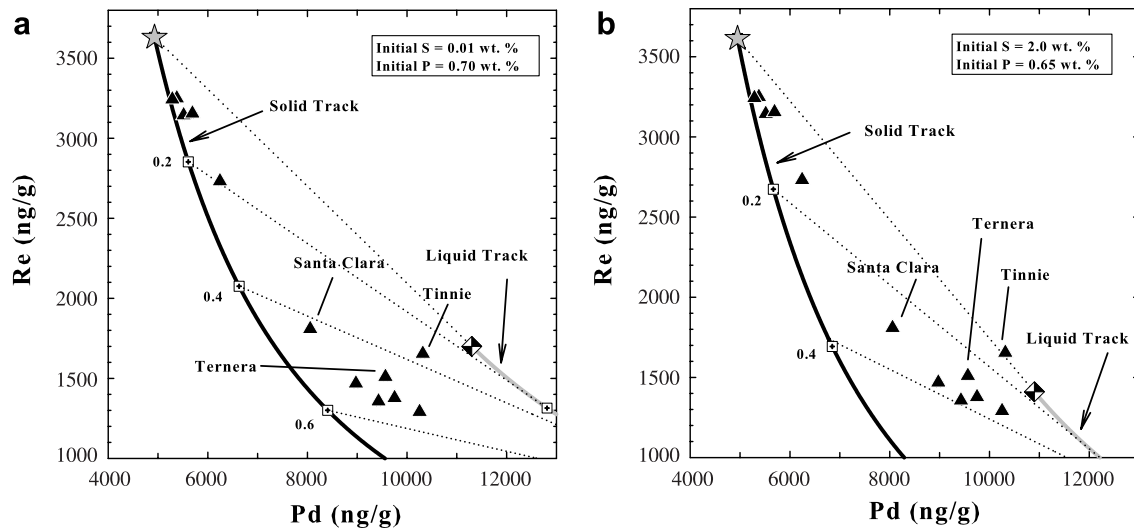 a
Initial S = 0.01 wt. %
Initial P = 0.70 wt. %
Solid Track
0.2
Santa Clara
Liquid Track
0.4
Tinnie
Ternera
0.6
3500
3000
2500
2000
1500
1000
Re (ng/g)
4000 6000 8000 10000 12000
Pd (ng/g)
b
Initial S = 2.0 wt. %
Initial P = 0.65 wt. %
Solid Track
0.2
Ternera
Santa Clara
Tinnie
Liquid Track
0.4
3500
3000
2500
2000
1500
1000
Re (ng/g)
4000 6000 8000 10000 12000
Pd (ng/g)